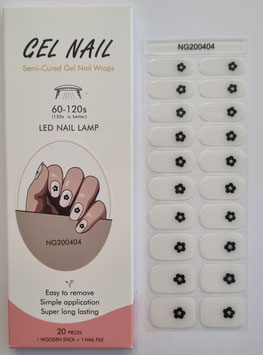 GEL NAIL
Semi-Cured Gel Nail Wraps
60-120s
(120s is better)
LED NAIL LAMP
NG200404
Easy to remove
Simple application
Super long lasting
20 PIECES
1 WOODEN STICK + 1 NAIL FILE
NG200404